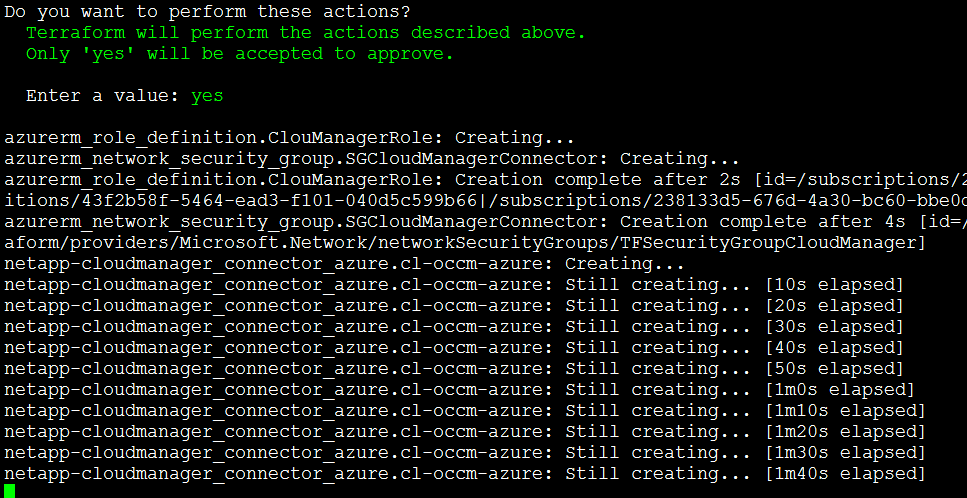 Do you want to perform these actions?
Terraform will perform the actions described above.
Only 'yes' will be accepted to approve.
Enter a value: yes
azurerm_role_definition.ClouManagerRole: Creating...
azurerm_network_security_group.SGCloudManagerConnector: Creating...
azurerm_role_definition.ClouManagerRole: Creation complete after 2s [id=/subscriptions/2
itions/43f2b58f-5464-ead3-f101-040d5c599b66|/subscriptions/238133d5-676d-4a30-bc60-bbe0c
azurerm_network_security_group.SGCloudManagerConnector: Creation complete after 4s [id=/
aform/providers/Microsoft.Network/networkSecurityGroups/TFSecurityGroupCloudManager]
netapp-cloudmanager_connector_azure.cl-occm-azure: Creating...
netapp-cloudmanager_connector_azure.cl-occm-azure: Still creating... [10s elapsed]
netapp-cloudmanager_connector_azure.cl-occm-azure: Still creating... [20s elapsed]
netapp-cloudmanager_connector_azure.cl-occm-azure: Still creating... [30s elapsed]
netapp-cloudmanager_connector_azure.cl-occm-azure: Still creating... [40s elapsed]
netapp-cloudmanager_connector_azure.cl-occm-azure: Still creating... [50s elapsed]
netapp-cloudmanager_connector_azure.cl-occm-azure: Still creating... [1m0s elapsed]
netapp-cloudmanager_connector_azure.cl-occm-azure: Still creating... [1m10s elapsed]
netapp-cloudmanager_connector_azure.cl-occm-azure: Still creating... [1m20s elapsed]
netapp-cloudmanager_connector_azure.cl-occm-azure: Still creating... [1m30s elapsed]
netapp-cloudmanager_connector_azure.cl-occm-azure: Still creating... [1m40s elapsed]